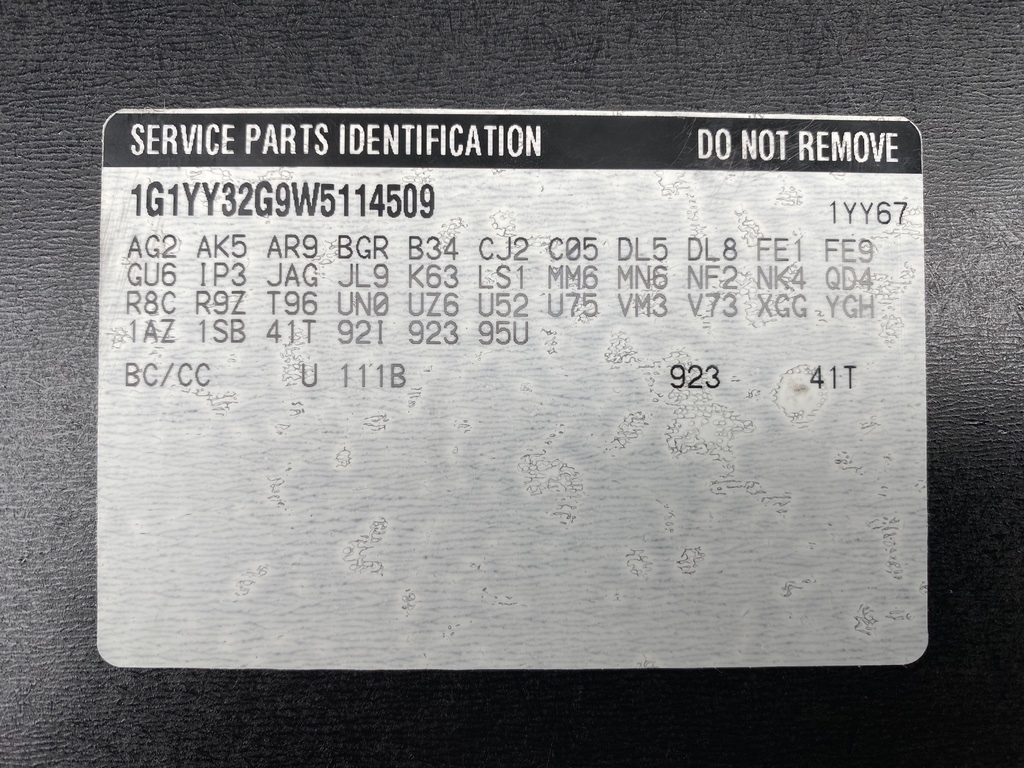 SERVICE PARTS IDENTIFICATION DO NOT REMOVE
1G1YY32G9W5114509 1YY67
AG2 AK5 AR9 BGR B34 CJ2 C05 DL5 DL8 FE1 FE9
GU6 IP3 JAG JL9 K63 LS1 MM6 MN6 NF2 NK4 QD4
R8C R9Z T96 UN0 UZ6 U52 U75 VM3 V73 XGG YGH
1AZ 1SB 41T 92I 923 95U
BC/CC U 111B 923 41T